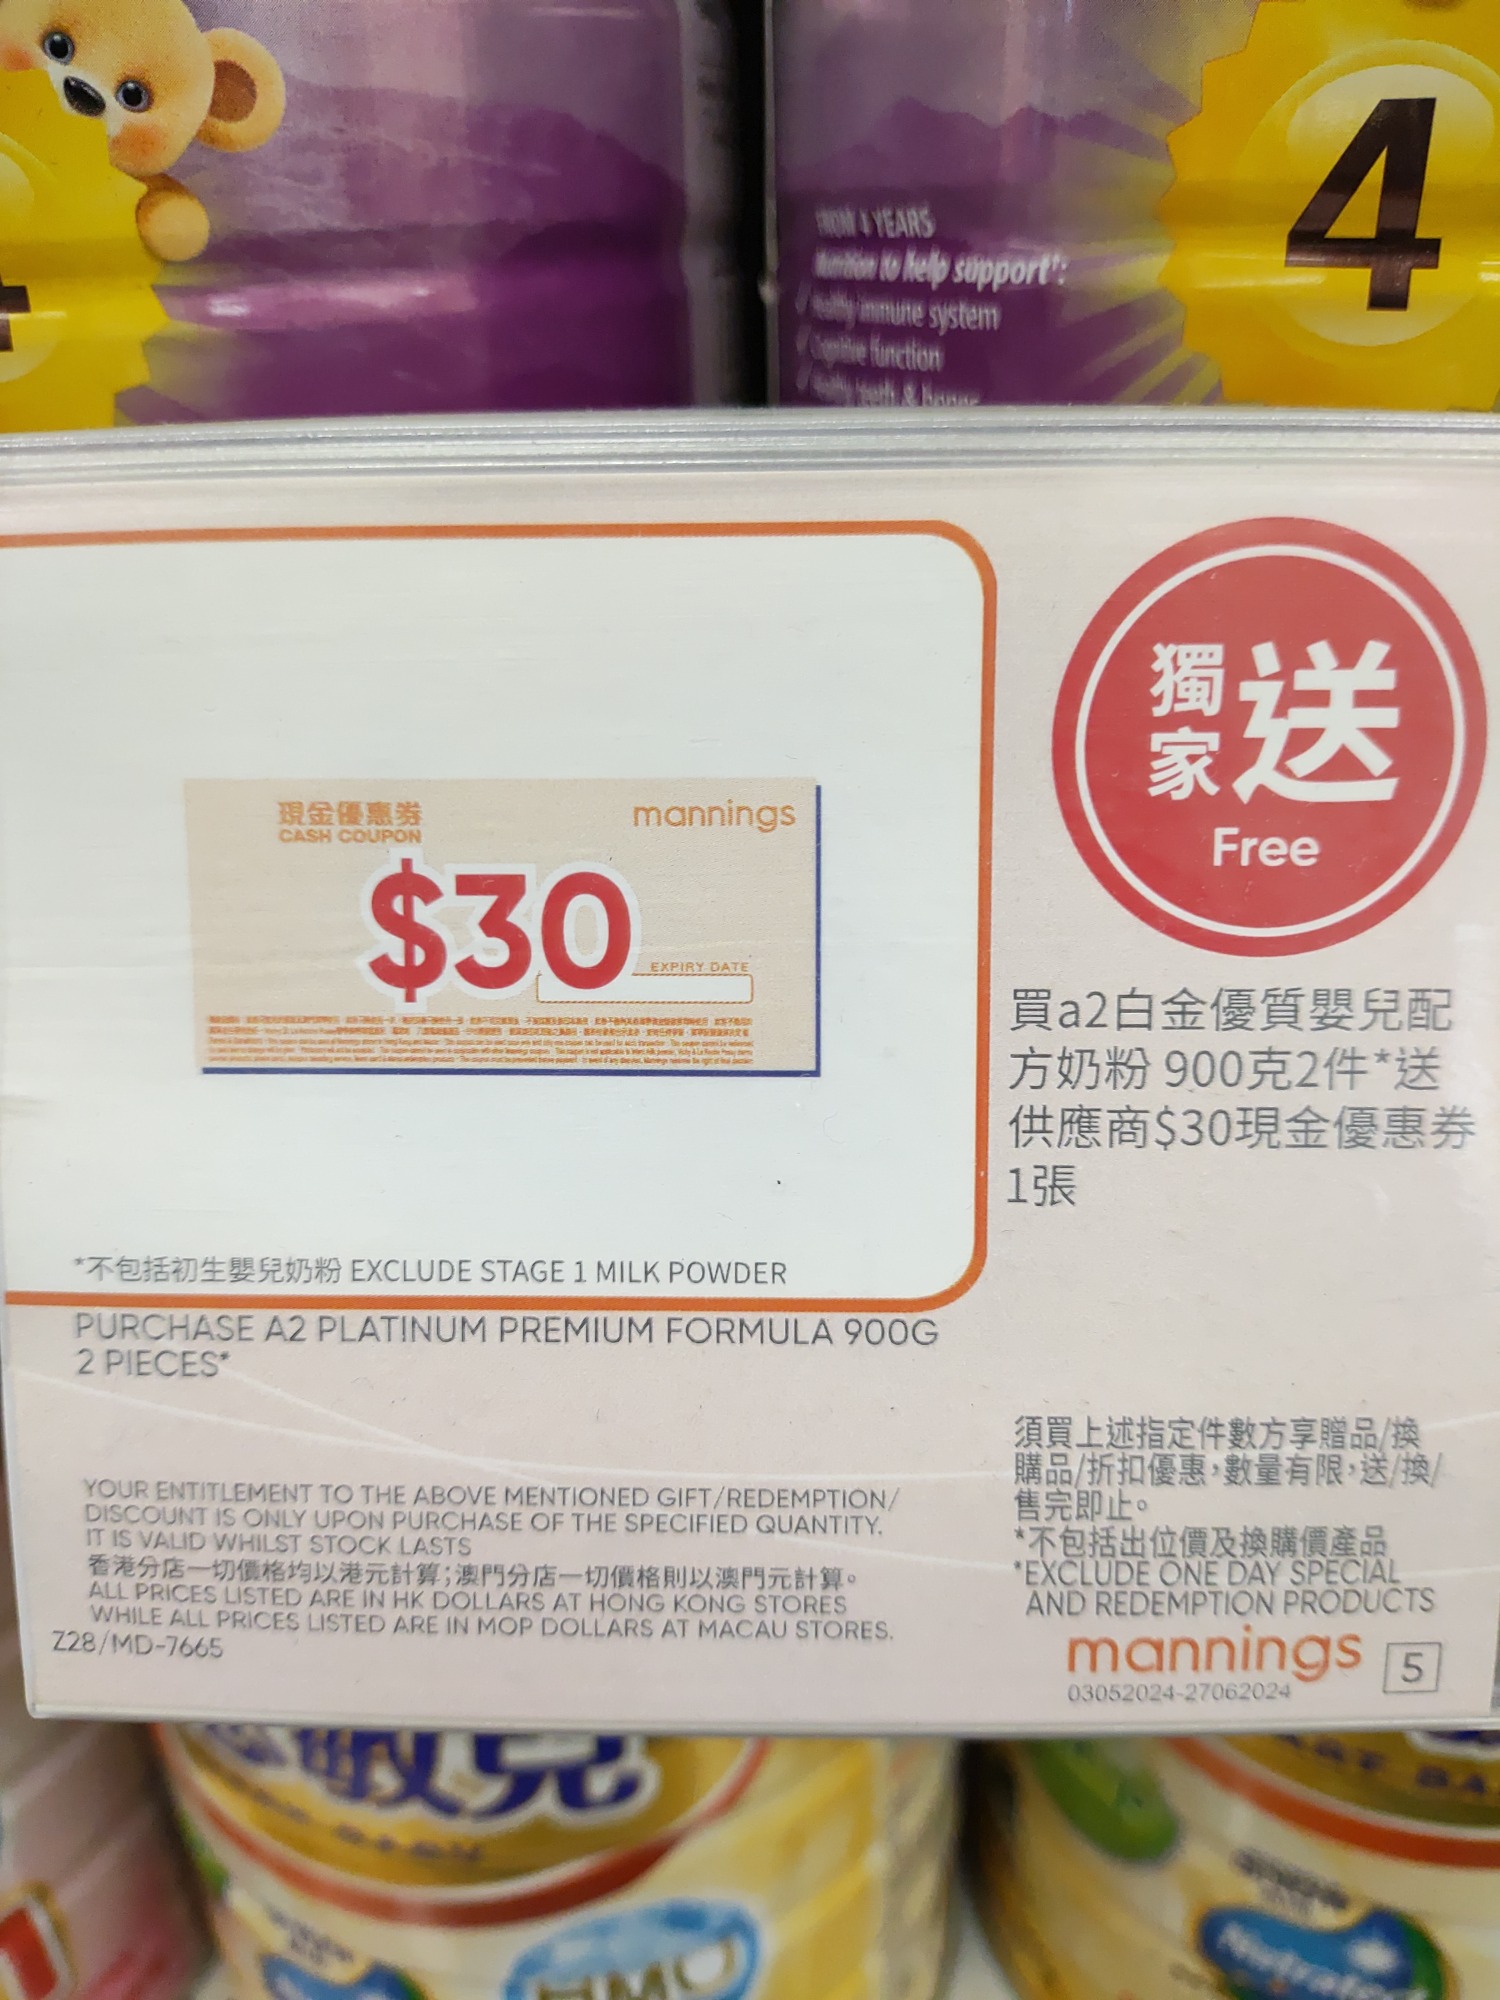 4
YEARS
to help support†:
immune system
function
獨家
送
Free
現金優惠券
CASH COUPON
mannings
$30
EXPIRY DATE
買a2白金優質嬰兒配
方奶粉 900克2件*送
供應商$30現金優惠券
1張
*不包括初生嬰兒奶粉 EXCLUDE STAGE 1 MILK POWDER
PURCHASE A2 PLATINUM PREMIUM FORMULA 900G
2 PIECES*
YOUR ENTITLEMENT TO THE ABOVE MENTIONED GIFT/REDEMPTION/
DISCOUNT IS ONLY UPON PURCHASE OF THE SPECIFIED QUANTITY.
IT IS VALID WHILST STOCK LASTS
香港分店一切價格均以港元計算;澳門分店一切價格則以澳門元計算。
ALL PRICES LISTED ARE IN HK DOLLARS AT HONG KONG STORES
WHILE ALL PRICES LISTED ARE IN MOP DOLLARS AT MACAU STORES.
Z28/MD-7665
須買上述指定件數方享贈品/換
購品/折扣優惠,數量有限,送/換/
售完即止。
*不包括出位價及換購價產品
*EXCLUDE ONE DAY SPECIAL
AND REDEMPTION PRODUCTS
mannings
5
03052024-27062024
敏兒
HMO